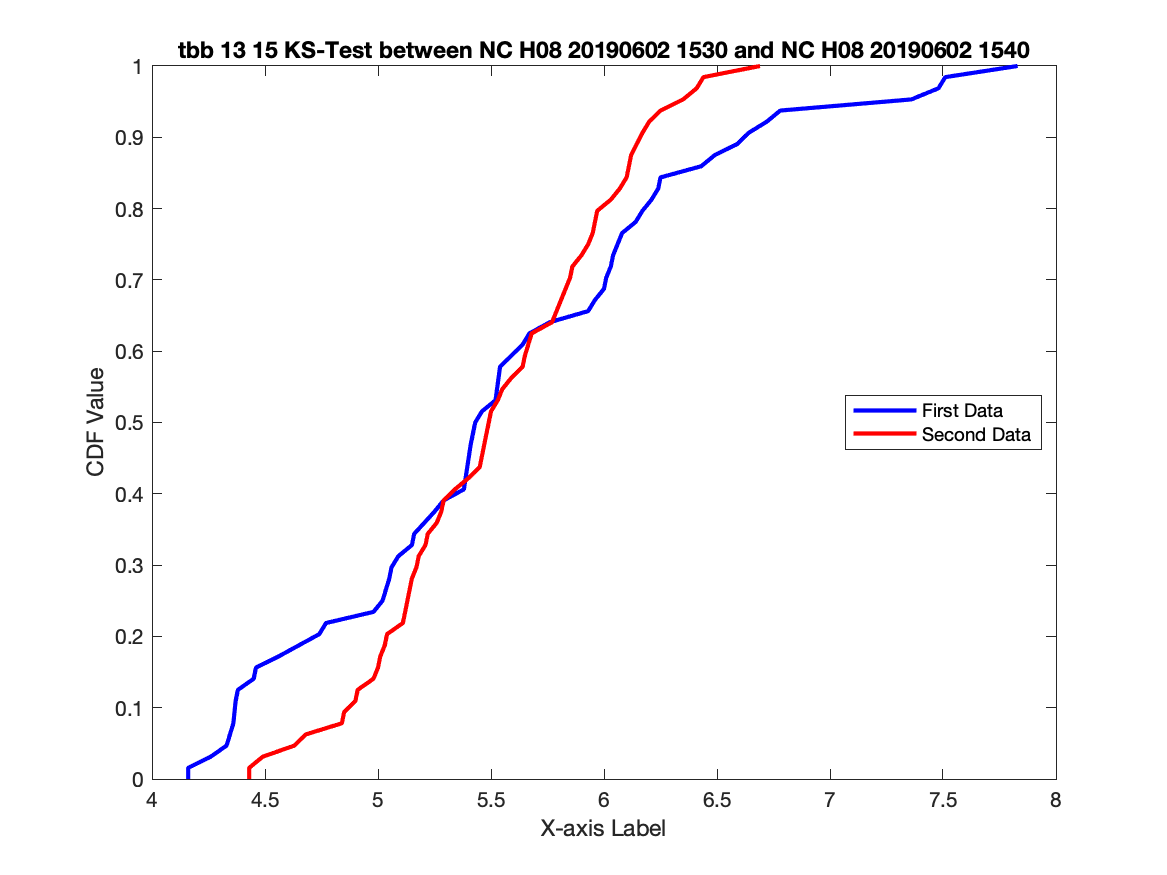 tbb 13 15 KS-Test between NC H08 20190602 1530 and NC H08 20190602 1540
1
0.9
0.8
0.7
0.6
0.5
0.4
0.3
0.2
0.1
0
CDF Value
First Data
Second Data
4 4.5 5 5.5 6 6.5 7 7.5 8
X-axis Label